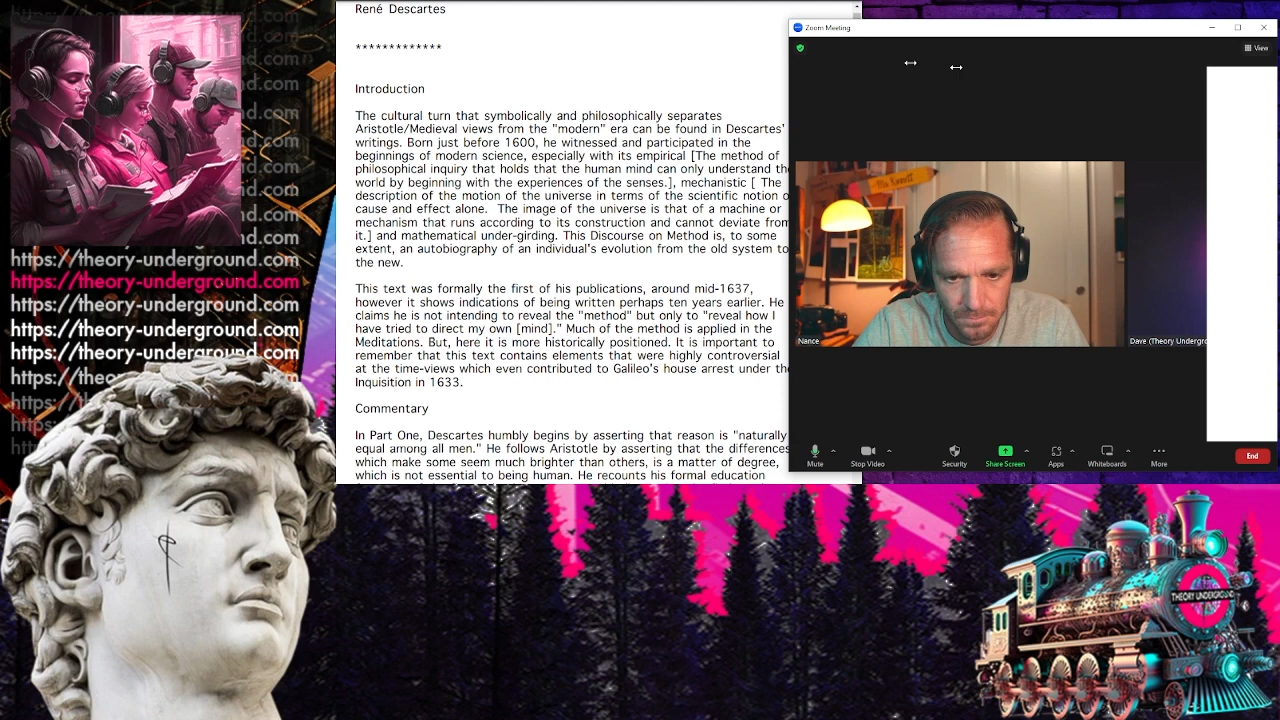 .com
https://theory-underground.com
https://theory-underground.com
https://theory-underground.com
https://theory-underground.com
https://theory-underground.com
https://
https://
https://
https://
René Descartes
*************
Introduction
The cultural turn that symbolically and philosophically separates
Aristotle/Medieval views from the "modern" era can be found in Descartes'
writings. Born just before 1600, he witnessed and participated in the
beginnings of modern science, especially with its empirical [The method of
philosophical inquiry that holds that the human mind can only understand the
world by beginning with the experiences of the senses.], mechanistic [ The
description of the motion of the universe in terms of the scientific notion o
cause and effect alone. The image of the universe is that of a machine or
mechanism that runs according to its construction and cannot deviate from
it.] and mathematical under-girding. This Discourse on Method is, to some
extent, an autobiography of an individual's evolution from the old system to
the new.
This text was formally the first of his publications, around mid-1637,
however it shows indications of being written perhaps ten years earlier. He
claims he is not intending to reveal the "method" but only to "reveal how I
have tried to direct my own [mind]." Much of the method is applied in the
Meditations. But, here it is more historically positioned. It is important to
remember that this text contains elements that were highly controversial
at the time-views which even contributed to Galileo's house arrest under the
Inquisition in 1633.
Commentary
In Part One, Descartes humbly begins by asserting that reason is "naturally
equal among all men." He follows Aristotle by asserting that the differences
which make some seem much brighter than others, is a matter of degree,
which is not essential to being human. He recounts his formal education
Zoom Meeting
View
Nance
Dave (Theory Undergro
Mute
Stop Video
Security
Share Screen
Apps
Whiteboards
More
End
THEORY UNDERGROUND